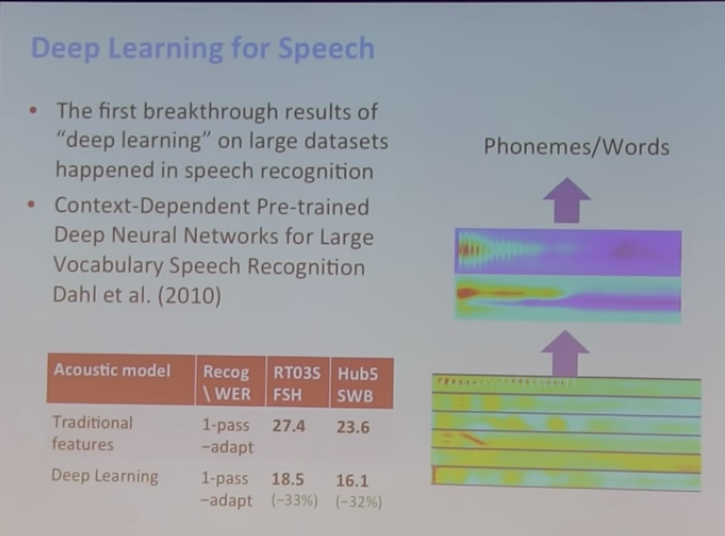 Deep Learning for Speech
• The first breakthrough results of
“deep learning” on large datasets
happened in speech recognition
• Context-Dependent Pre-trained
Deep Neural Networks for Large
Vocabulary Speech Recognition
Dahl et al. (2010)
Phonemes/Words
Acoustic model Recog \ WER RT03S FSH Hub5 SWB
Traditional features 1-pass −adapt 27.4 23.6
Deep Learning 1-pass −adapt 18.5 (−33%) 16.1 (−32%)